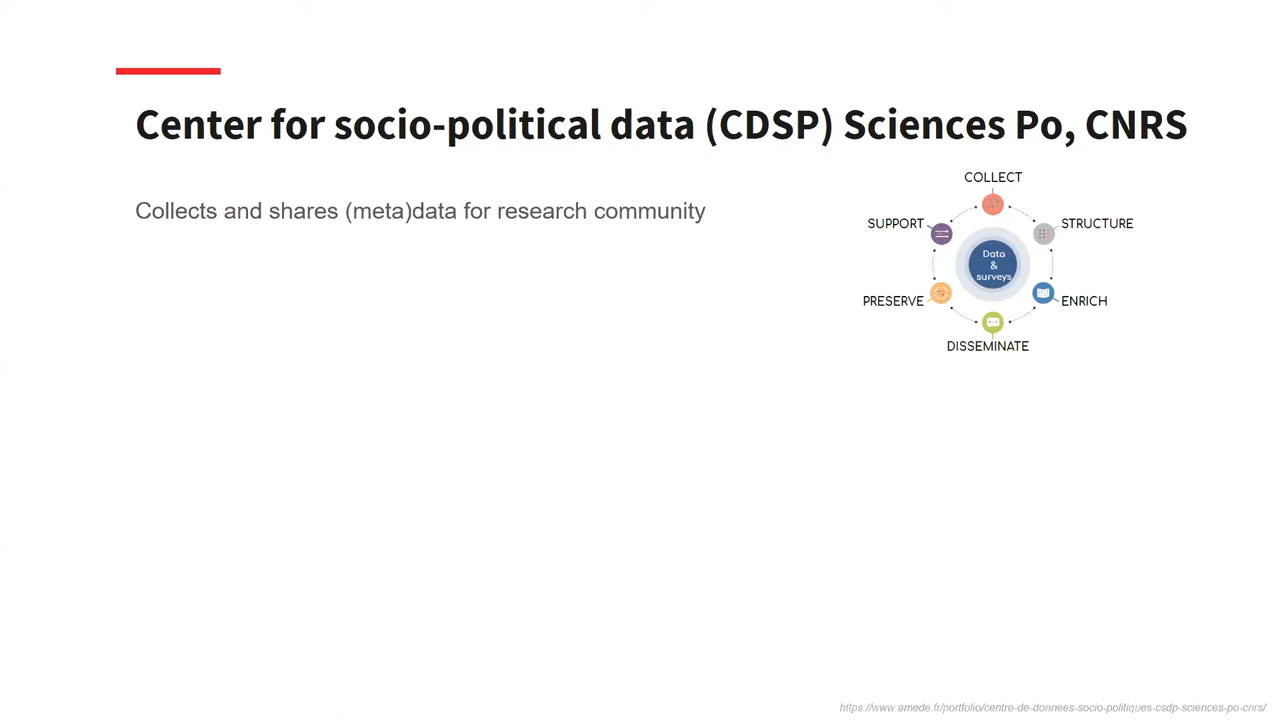 Center for socio-political data (CDSP) Sciences Po, CNRS
Collects and shares (meta)data for research community
COLLECT
SUPPORT
STRUCTURE
Data
&
surveys
PRESERVE
ENRICH
DISSEMINATE
https://www.amede.fr/portfolio/centre-de-donnees-socio-politiques-csdp-sciences-po-cnrs/